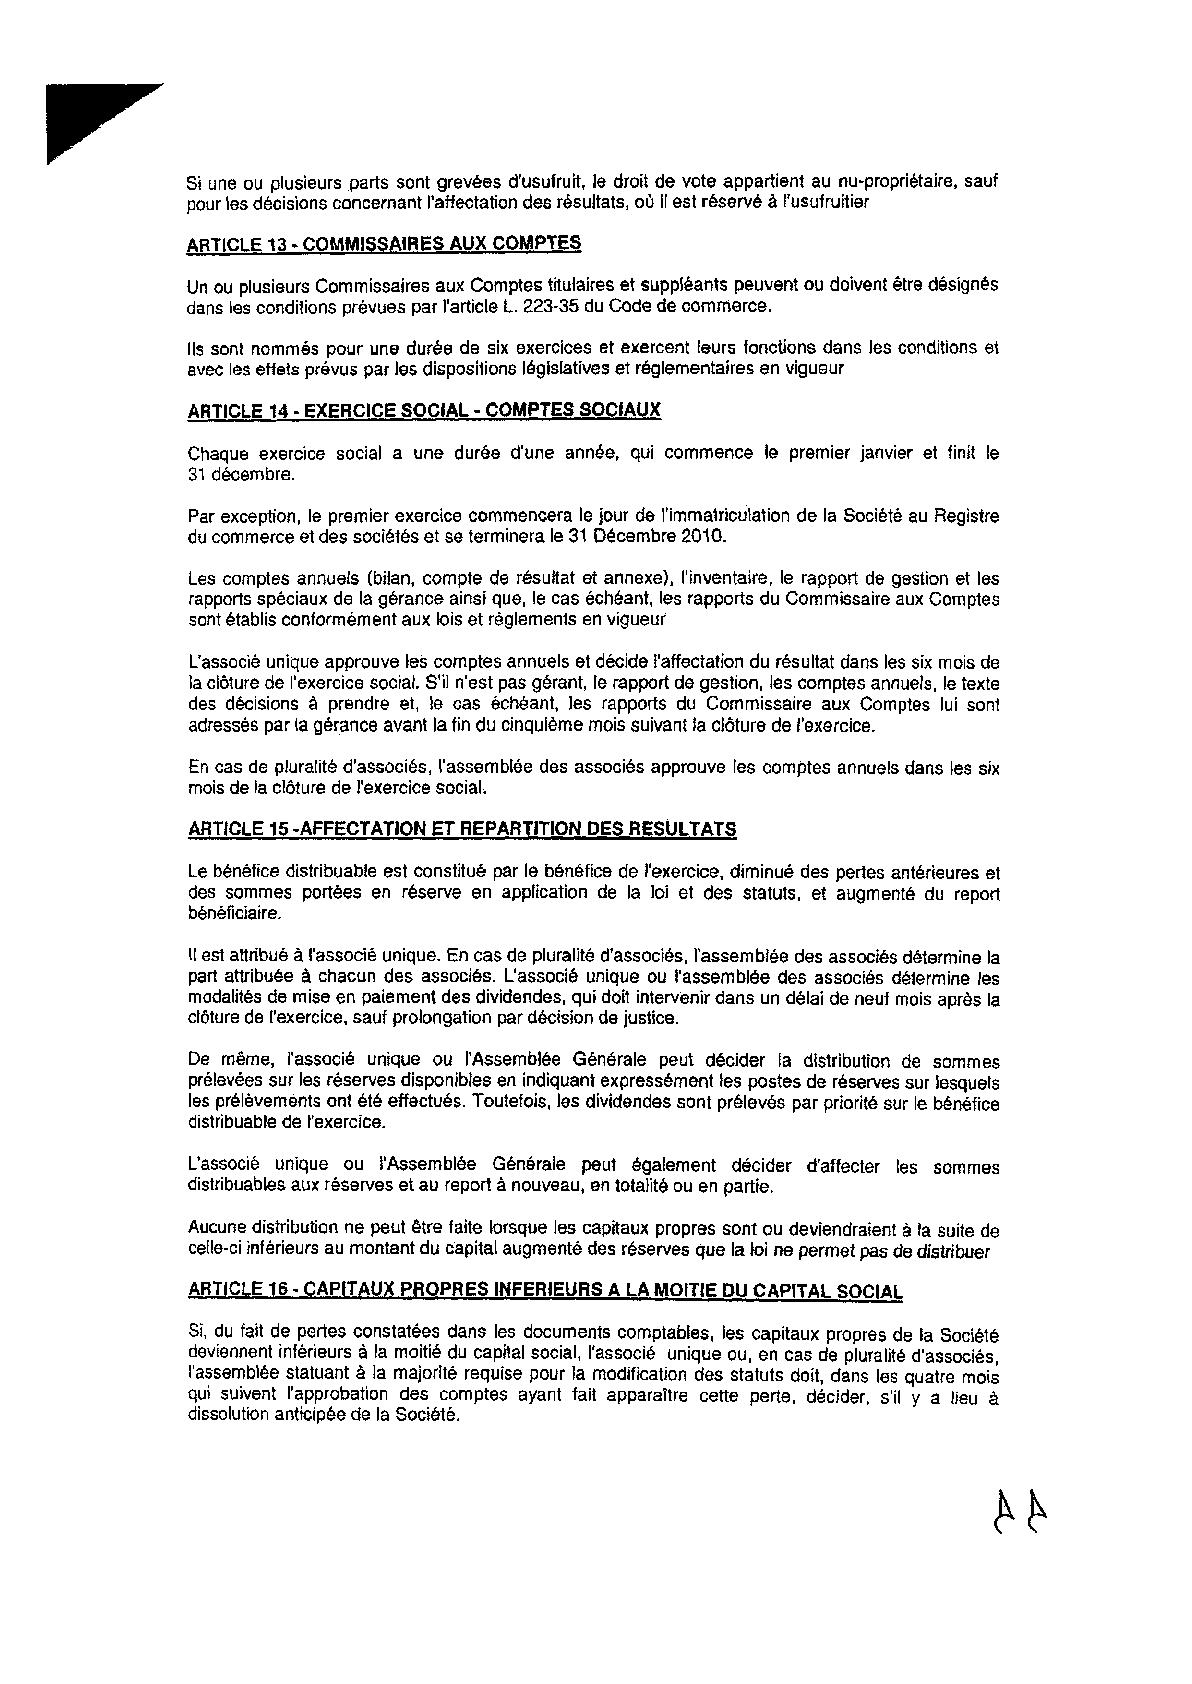 Si une ou plusieurs parts sont grevées d'usufruit, le droit de vote appartient au nu-propriétaire, sauf
pour les décisions concernant l'affectation des résultats, où il est réservé à l'usufruitier
ARTICLE 13 - COMMISSAIRES AUX COMPTES
Un ou plusieurs Commissaires aux Comptes titulaires et suppléants peuvent ou doivent être désignés
dans les conditions prévues par l'article L. 223-35 du Code de commerce.
Ils sont nommés pour une durée de six exercices et exercent leurs fonctions dans les conditions et
avec les effets prévus par les dispositions législatives et réglementaires en vigueur
ARTICLE 14 - EXERCICE SOCIAL - COMPTES SOCIAUX
Chaque exercice social a une durée d'une année, qui commence le premier janvier et finit le
31 décembre.
Par exception, le premier exercice commencera le jour de l'immatriculation de la Société au Registre
du commerce et des sociétés et se terminera le 31 Décembre 2010.
Les comptes annuels (bilan, compte de résultat et annexe), l'inventaire, le rapport de gestion et les
rapports spéciaux de la gérance ainsi que, le cas échéant, les rapports du Commissaire aux Comptes
sont établis conformément aux lois et règlements en vigueur
L'associé unique approuve les comptes annuels et décide l'affectation du résultat dans les six mois de
la clôture de l'exercice social. S'il n'est pas gérant, le rapport de gestion, les comptes annuels, le texte
des décisions à prendre et, le cas échéant, les rapports du Commissaire aux Comptes lui sont
adressés par la gérance avant la fin du cinquième mois suivant la clôture de l'exercice.
En cas de pluralité d'associés, l'assemblée des associés approuve les comptes annuels dans les six
mois de la clôture de l'exercice social.
ARTICLE 15 -AFFECTATION ET REPARTITION DES RESULTATS
Le bénéfice distribuable est constitué par le bénéfice de l'exercice, diminué des pertes antérieures et
des sommes portées en réserve en application de la loi et des statuts, et augmenté du report
bénéficiaire.
Il est attribué à l'associé unique. En cas de pluralité d'associés, l'assemblée des associés détermine la
part attribuée à chacun des associés. L'associé unique ou l'assemblée des associés détermine les
modalités de mise en paiement des dividendes, qui doit intervenir dans un délai de neuf mois après la
clôture de l'exercice, sauf prolongation par décision de justice.
De même, l'associé unique ou l'Assemblée Générale peut décider la distribution de sommes
prélevées sur les réserves disponibles en indiquant expressément les postes de réserves sur lesquels
les prélèvements ont été effectués. Toutefois, les dividendes sont prélevés par priorité sur le bénéfice
distribuable de l'exercice.
L'associé unique ou l'Assemblée Générale peut également décider d'affecter les sommes
distribuables aux réserves et au report à nouveau, en totalité ou en partie.
Aucune distribution ne peut être faite lorsque les capitaux propres sont ou deviendraient à la suite de
celle-ci inférieurs au montant du capital augmenté des réserves que la loi ne permet pas de distribuer
ARTICLE 16 - CAPITAUX PROPRES INFERIEURS A LA MOITIE DU CAPITAL SOCIAL
Si, du fait de pertes constatées dans les documents comptables, les capitaux propres de la Société
deviennent inférieurs à la moitié du capital social, l'associé unique ou, en cas de pluralité d'associés,
l'assemblée statuant à la majorité requise pour la modification des statuts doit, dans les quatre mois
qui suivent l'approbation des comptes ayant fait apparaître cette perte, décider, s'il y a lieu à
dissolution anticipée de la Société.